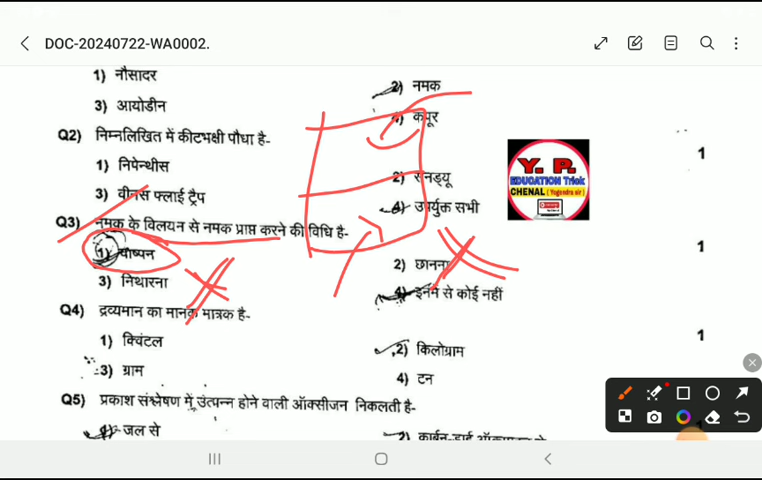 DOC-20240722-WA0002.
1) नौसादर
2) नमक
3) आयोडीन
4) कपूर
Q2) निम्नलिखित में कीटभक्षी पौधा है- 1
1) निपेन्थीस
2) सनड्यू
3) वीनस फ्लाई ट्रैप
4) उपर्युक्त सभी
Y. P.
EDUCATION Trick
CHENAL (Yogendra sir)
Q3) नमक के विलयन से नमक प्राप्त करने की विधि है- 1
1) वाष्पन
2) छानना
3) निथारना
4) इनमें से कोई नहीं
Q4) द्रव्यमान का मानक मात्रक है- 1
1) क्विंटल
2) किलोग्राम
3) ग्राम
4) टन
Q5) प्रकाश संश्लेषण में उत्पन्न होने वाली ऑक्सीजन निकलती है-
1) जल से
2)